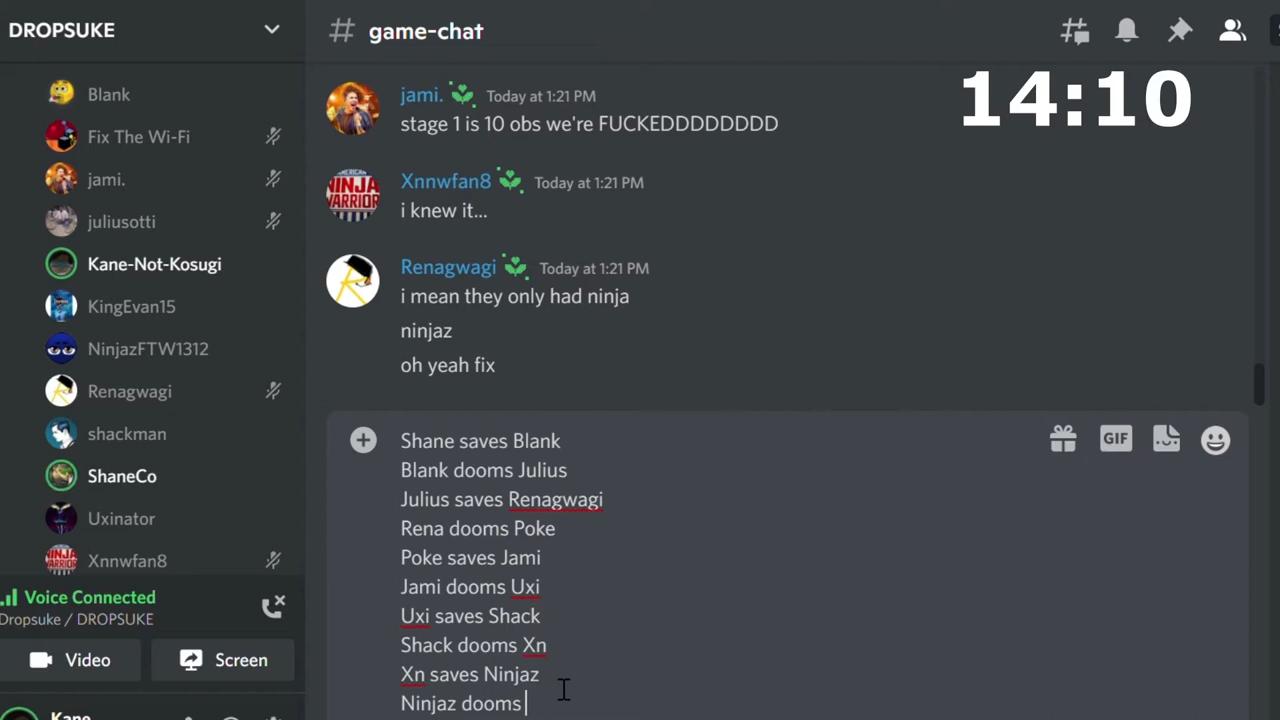 DROPSUKE
Blank
Fix The Wi-Fi
jami.
juliusotti
Kane-Not-Kosugi
KingEvan15
NinjazFTW1312
Renagwagi
shackman
ShaneCo
Uxinator
Xnnwfan8
Voice Connected
Dropsuke / DROPSUKE
Video
Screen
Kane
# game-chat
14:10
jami. Today at 1:21 PM
stage 1 is 10 obs we're FUCKEDDDDDDDD
AMERICAN NINJA WARRIOR
Xnnwfan8 Today at 1:21 PM
i knew it...
Renagwagi Today at 1:21 PM
i mean they only had ninja
ninjaz
oh yeah fix
GIF
Shane saves Blank
Blank dooms Julius
Julius saves Renagwagi
Rena dooms Poke
Poke saves Jami
Jami dooms Uxi
Uxi saves Shack
Shack dooms Xn
Xn saves Ninjaz
Ninjaz dooms